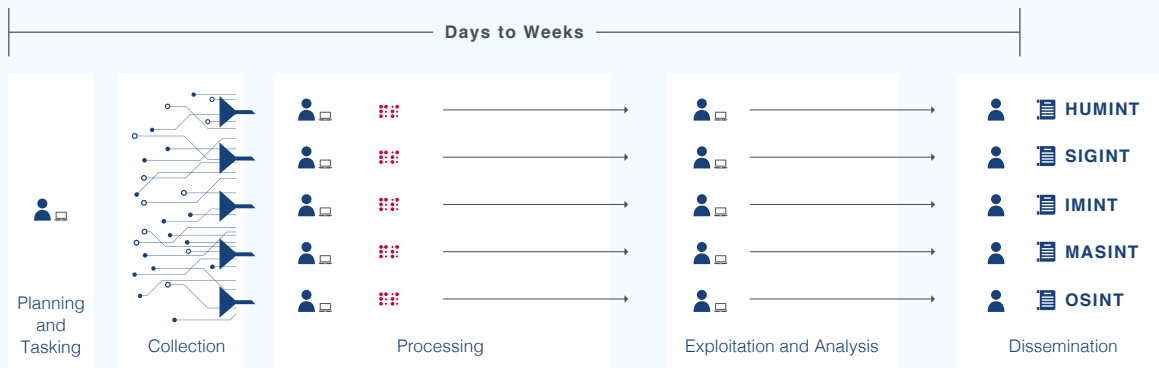 Days to Weeks
HUMINT
SIGINT
IMINT
MASINT
OSINT
Planning
and
Tasking
Collection
Processing
Exploitation and Analysis
Dissemination